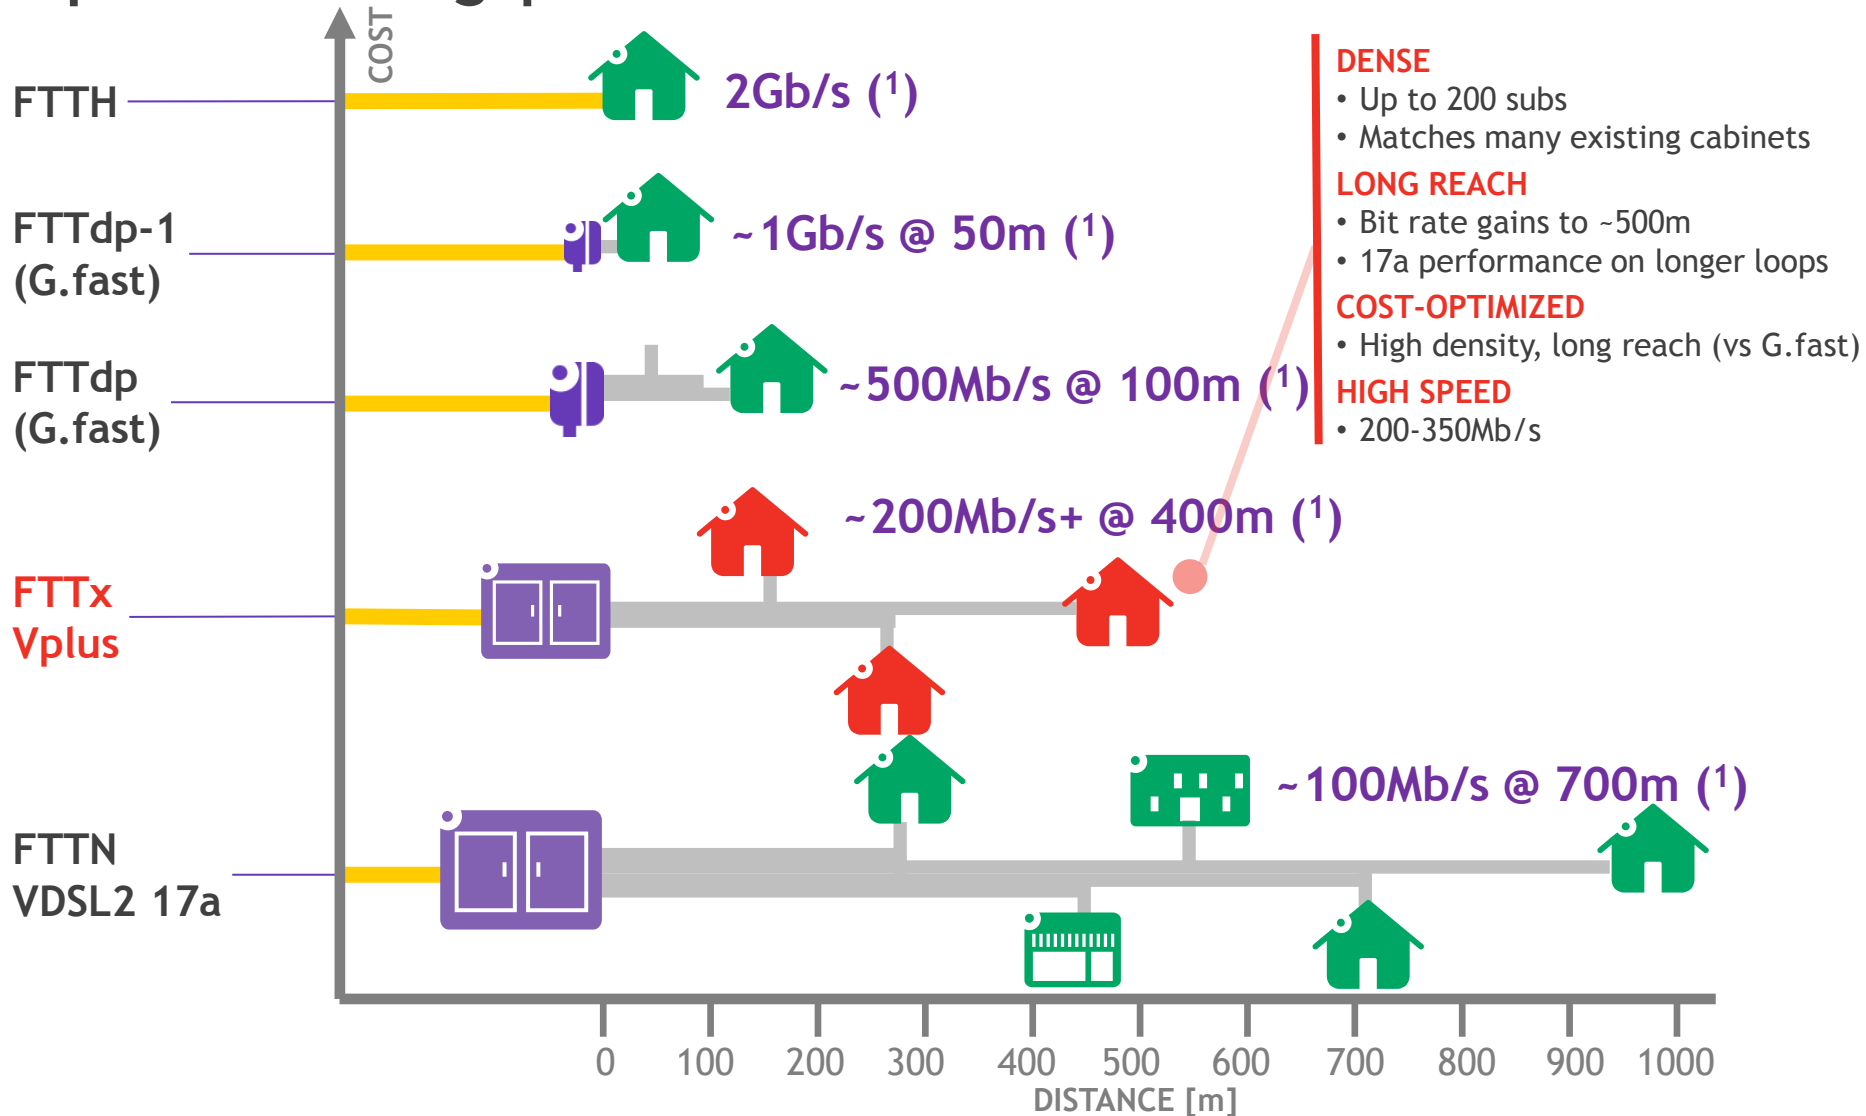 COST
FTTH
2Gb/s (1)
FTTdp-1
(G.fast)
~1Gb/s @ 50m (1)
FTTdp
(G.fast)
~500Mb/s @ 100m (1)
FTTx
Vplus
~200Mb/s+ @ 400m (1)
FTTN
VDSL2 17a
~100Mb/s @ 700m (1)
DENSE
• Up to 200 subs
• Matches many existing cabinets
LONG REACH
• Bit rate gains to ~500m
• 17a performance on longer loops
COST-OPTIMIZED
• High density, long reach (vs G.fast)
HIGH SPEED
• 200-350Mb/s
0 100 200 300 400 500 600 700 800 900 1000
DISTANCE [m]